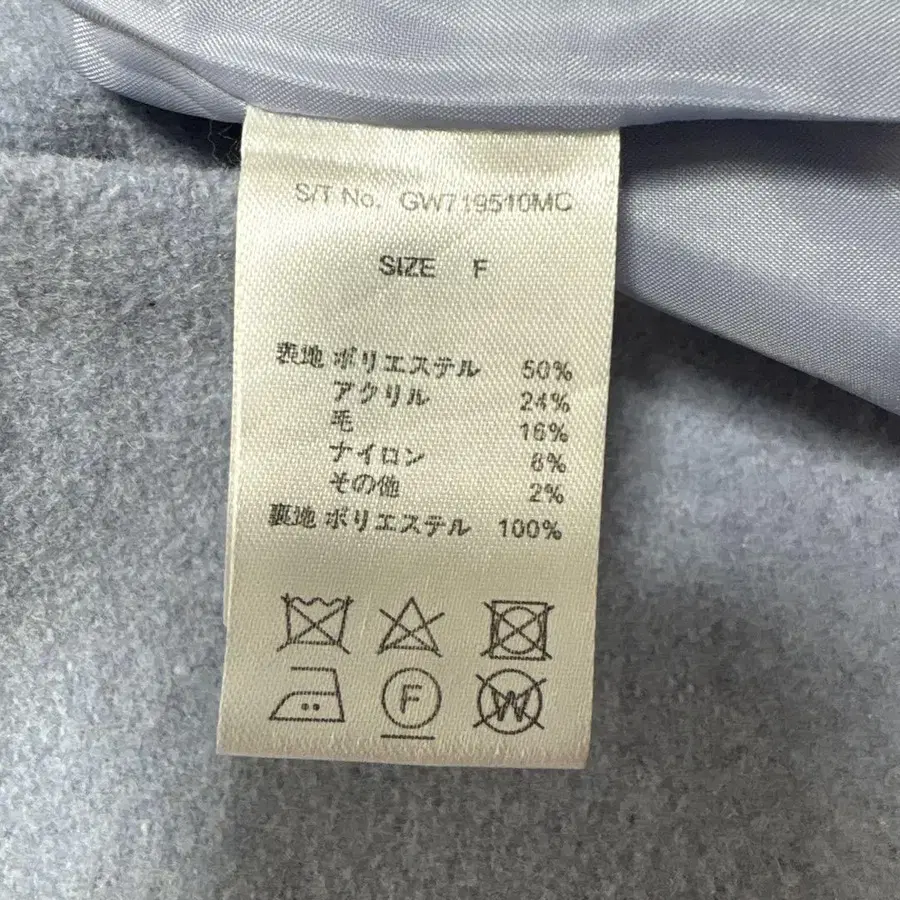 S/T No. GW719510MC
SIZE F
表地 ポリエステル 50%
アクリル 24%
毛 16%
ナイロン 8%
その他 2%
裏地 ポリエステル 100%
F W